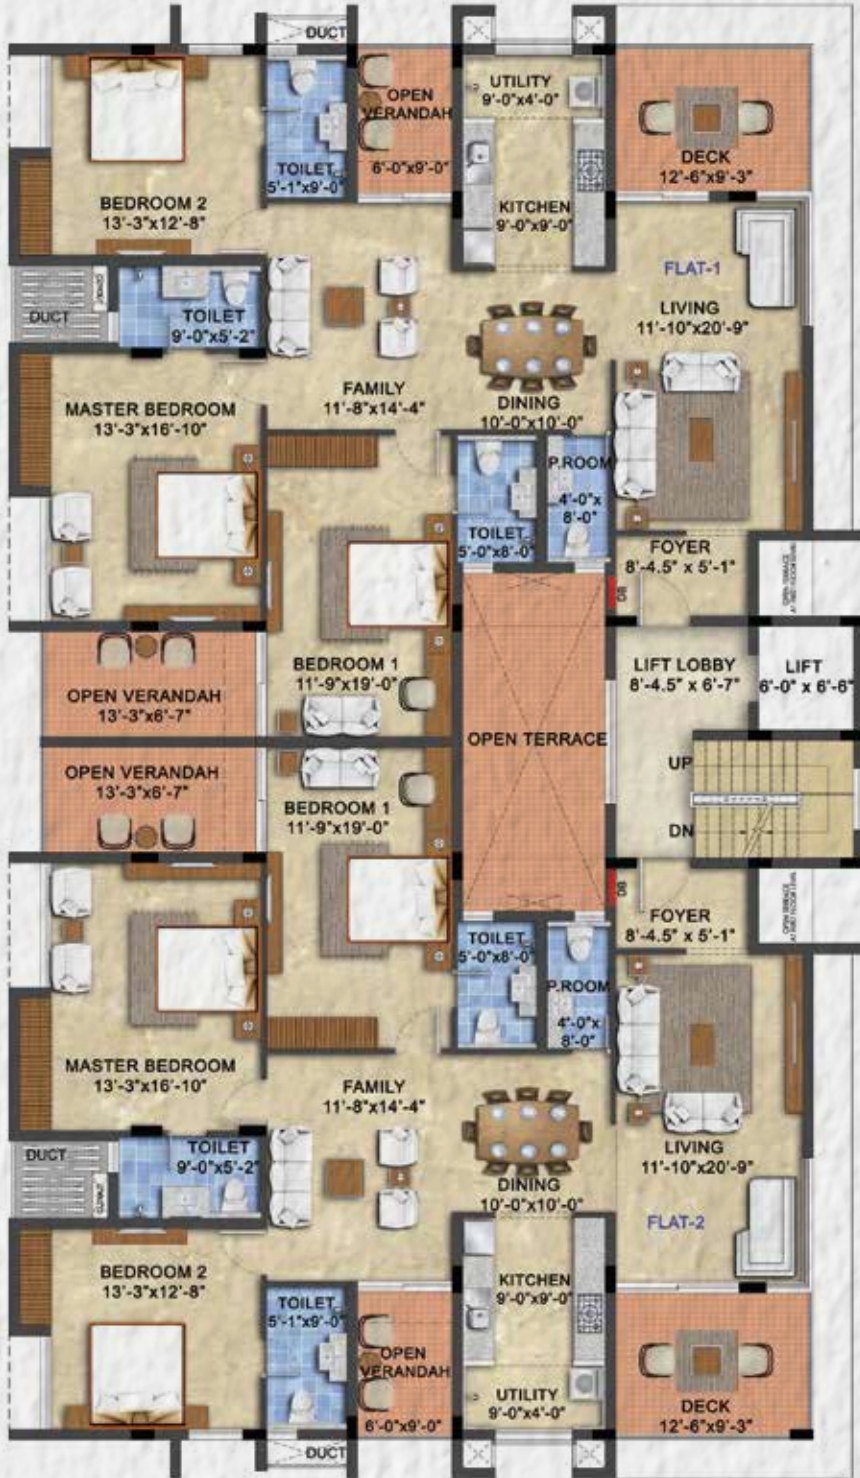 DUCT
OPEN
VERANDAH
6'-0"x9'-0"
UTILITY
9'-0"x4'-0"
TOILET
5'-1"x9'-0"
DECK
12'-6"x9'-3"
BEDROOM 2
13'-3"x12'-8"
KITCHEN
9'-0"x9'-0"
FLAT-1
DUCT
TOILET
9'-0"x5'-2"
LIVING
11'-10"x20'-9"
FAMILY
11'-8"x14'-4"
DINING
10'-0"x10'-0"
MASTER BEDROOM
13'-3"x16'-10"
P.ROOM
4'-0"x
8'-0"
TOILET
5'-0"x8'-0"
FOYER
8'-4.5" x 5'-1"
OPEN TERRACE
BEDROOM 1
11'-9"x19'-0"
LIFT LOBBY
8'-4.5" x 6'-7"
LIFT
6'-0" x 6'-6"
OPEN VERANDAH
13'-3"x6'-7"
OPEN TERRACE
UP
OPEN VERANDAH
13'-3"x6'-7"
BEDROOM 1
11'-9"x19'-0"
DN
FOYER
8'-4.5" x 5'-1"
OPEN TERRACE
TOILET
5'-0"x8'-0"
P.ROOM
4'-0"x
8'-0"
MASTER BEDROOM
13'-3"x16'-10"
FAMILY
11'-8"x14'-4"
DUCT
TOILET
9'-0"x5'-2"
LIVING
11'-10"x20'-9"
DINING
10'-0"x10'-0"
FLAT-2
BEDROOM 2
13'-3"x12'-8"
KITCHEN
9'-0"x9'-0"
TOILET
5'-1"x9'-0"
OPEN
VERANDAH
6'-0"x9'-0"
UTILITY
9'-0"x4'-0"
DECK
12'-6"x9'-3"
DUCT